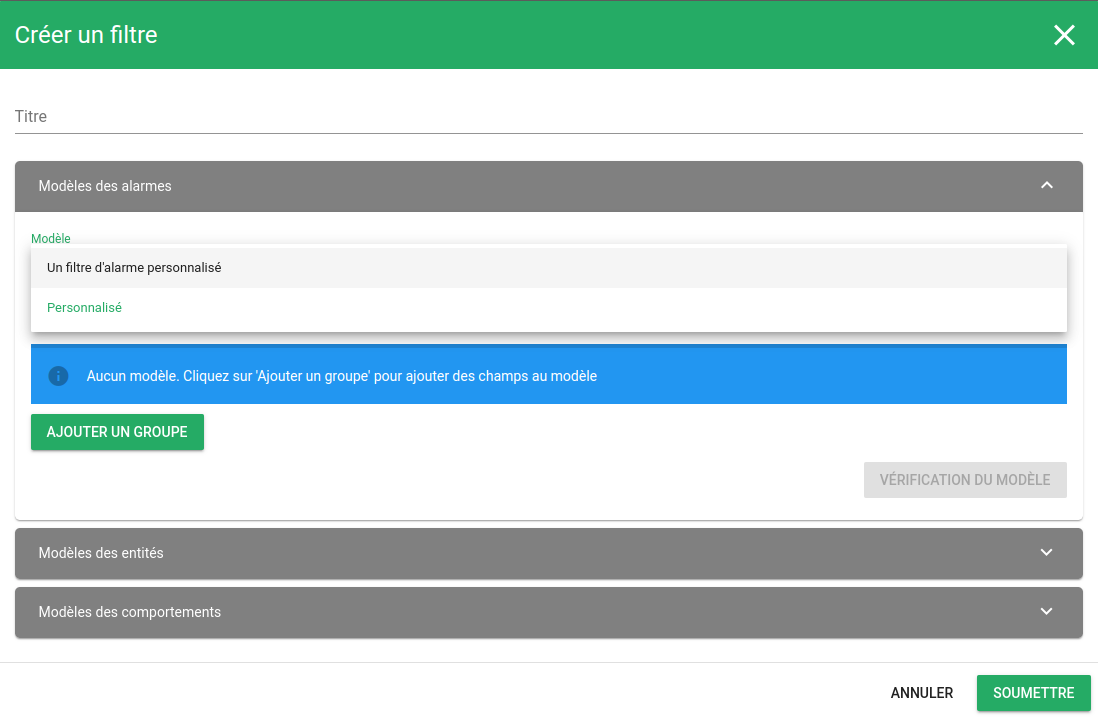 Créer un filtre
Titre
Modèles des alarmes
Modèle
Un filtre d'alarme personnalisé
Personnalisé
Aucun modèle. Cliquez sur 'Ajouter un groupe' pour ajouter des champs au modèle
AJOUTER UN GROUPE
VÉRIFICATION DU MODÈLE
Modèles des entités
Modèles des comportements
ANNULER
SOUMETTRE